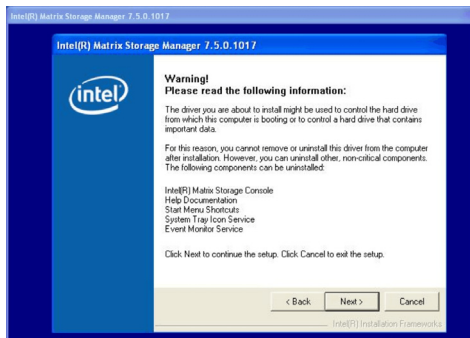 Intel(R) Matrix Storage Manager 7.5.0.1017
Intel(R) Matrix Storage Manager 7.5.0.1017
intel
Warning!
Please read the following information:
The driver you are about to install might be used to control the hard drive
from which this computer is booting or to control a hard drive that contains
important data.
For this reason, you cannot remove or uninstall this driver from the computer
after installation. However, you can uninstall other, non-critical components.
The following components can be uninstalled:
Intel(R) Matrix Storage Console
Help Documentation
Start Menu Shortcuts
System Tray Icon Service
Event Monitor Service
Click Next to continue the setup. Click Cancel to exit the setup.
< Back Next > Cancel
Intel(R) Installation Frameworks